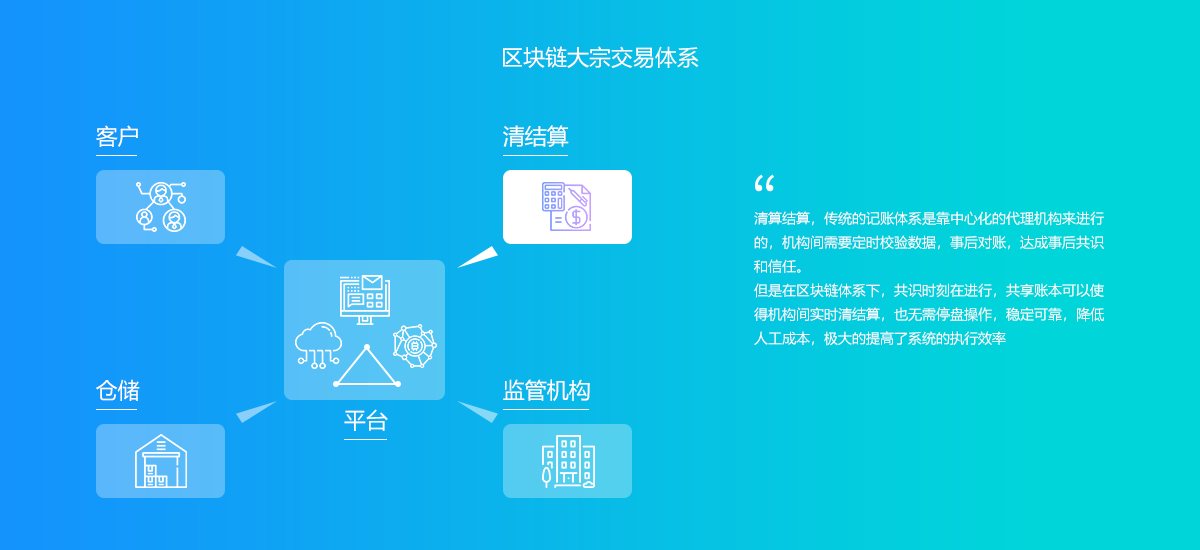 区块链大宗交易体系
客户
清结算
“
清算结算，传统的记账体系是靠中心化的代理机构来进行
的，机构间需要定时校验数据，事后对账，达成事后共识
和信任。
但是在区块链体系下，共识时刻在进行，共享账本可以使
得机构间实时清结算，也无需停盘操作，稳定可靠，降低
人工成本，极大的提高了系统的执行效率
仓储
监管机构
平台